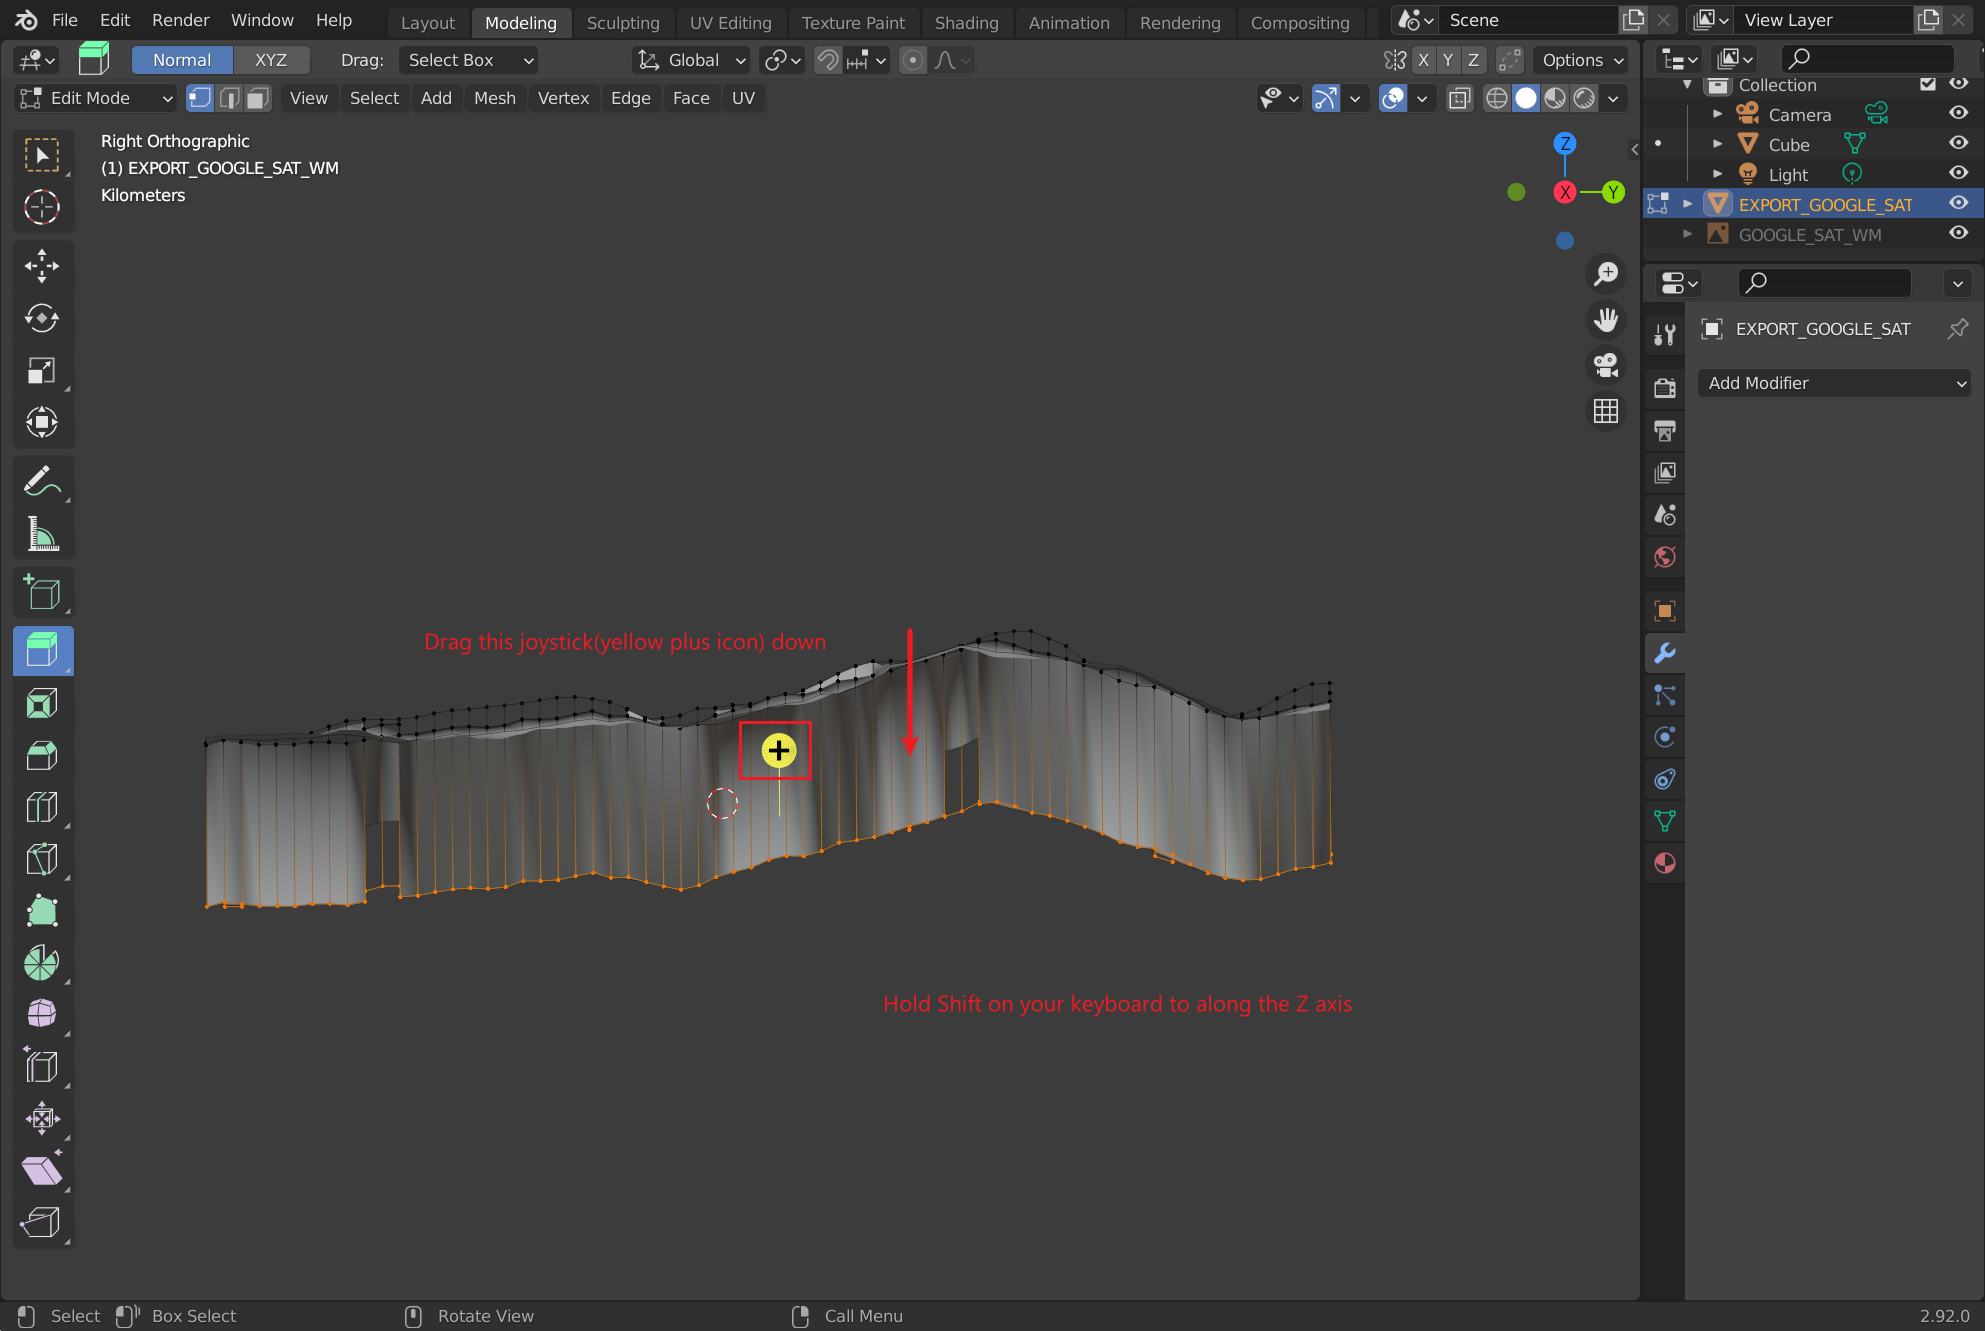 File Edit Render Window Help Layout Modeling Sculpting UV Editing Texture Paint Shading Animation Rendering Compositing Scene View Layer
Normal XYZ Drag: Select Box Global X Y Z Options
Edit Mode View Select Add Mesh Vertex Edge Face UV
Collection
Camera
Cube
Light
EXPORT_GOOGLE_SAT
GOOGLE_SAT_WM
Right Orthographic
(1) EXPORT_GOOGLE_SAT_WM
Kilometers
Z
X Y
EXPORT_GOOGLE_SAT
Add Modifier
Drag this joystick(yellow plus icon) down
Hold Shift on your keyboard to along the Z axis
Select Box Select Rotate View Call Menu 2.92.0